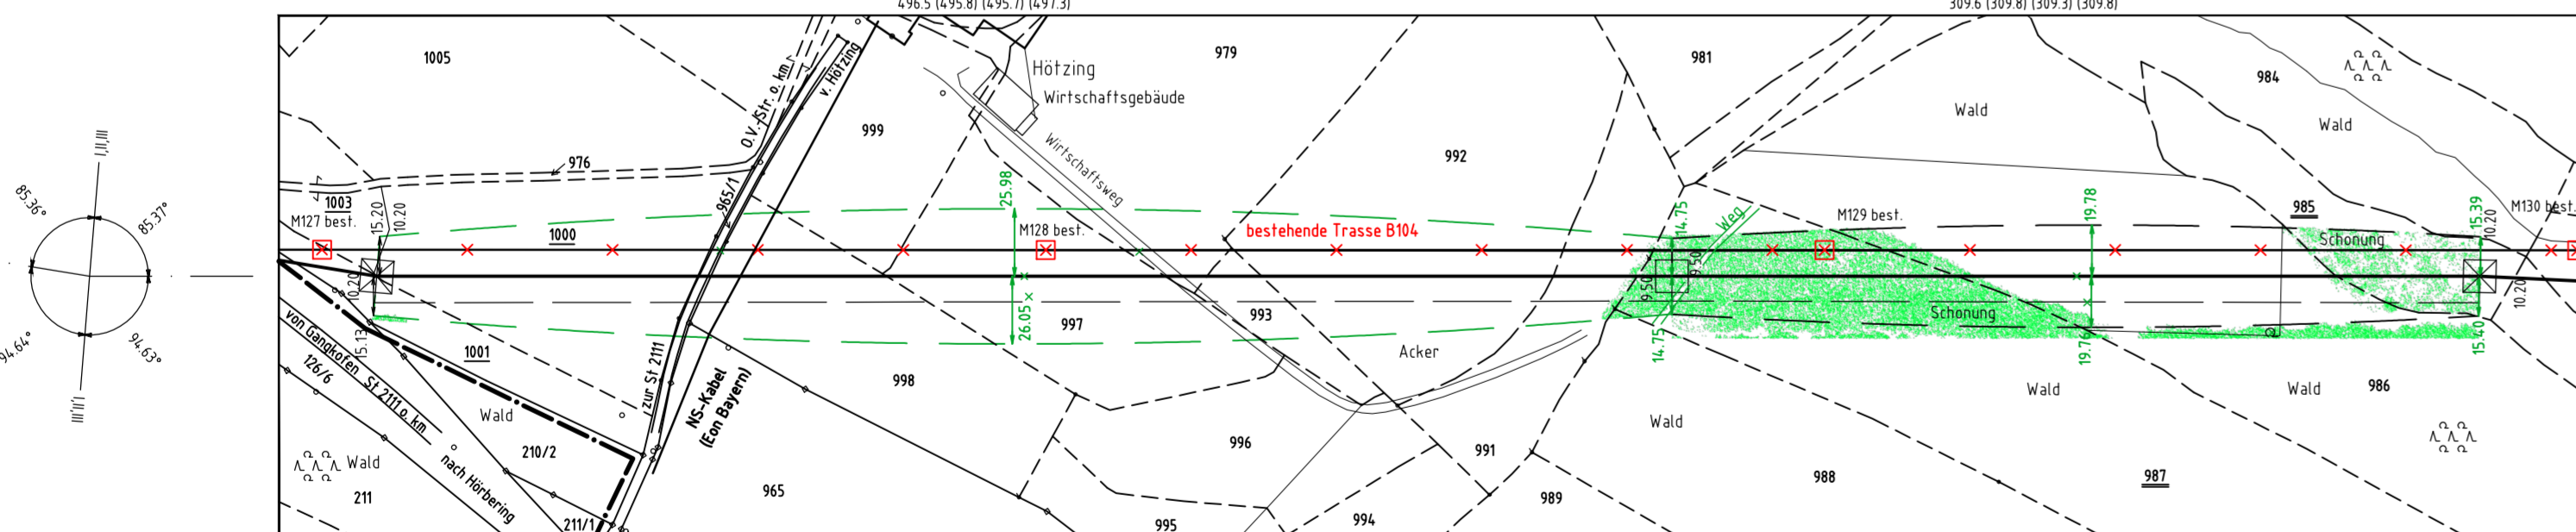 496.5 (495.8) (495.7) (497.3)
309.6 (309.8) (309.3) (309.8)
I,II,III
85.36°
85.37°
94.64°
94.63°
I,II,III
1005
O.V.-Str. o. km
v. Hötzing
976
965/1
999
979
Hötzing
Wirtschaftsgebäude
Wirtschaftsweg
992
981
984
Wald
Wald
1003
M127 best.
15.20
10.20
1000
25.98
M128 best.
bestehende Trasse B104
14.75
Weg
M129 best.
19.78
985
Schonung
15.39
10.20
M130 best.
9.50
9.50
10.20
10.20
15.13
26.05
997
993
Schonung
14.75
19.76
15.40
von Gangkofen St 2111 o. km
126/6
nach Hörbering
1001
zur St 2111
NS-Kabel
(Eon Bayern)
998
Acker
Wald
Wald
Wald
986
Wald
210/2
Wald
211
211/1
965
996
995
994
991
989
988
987